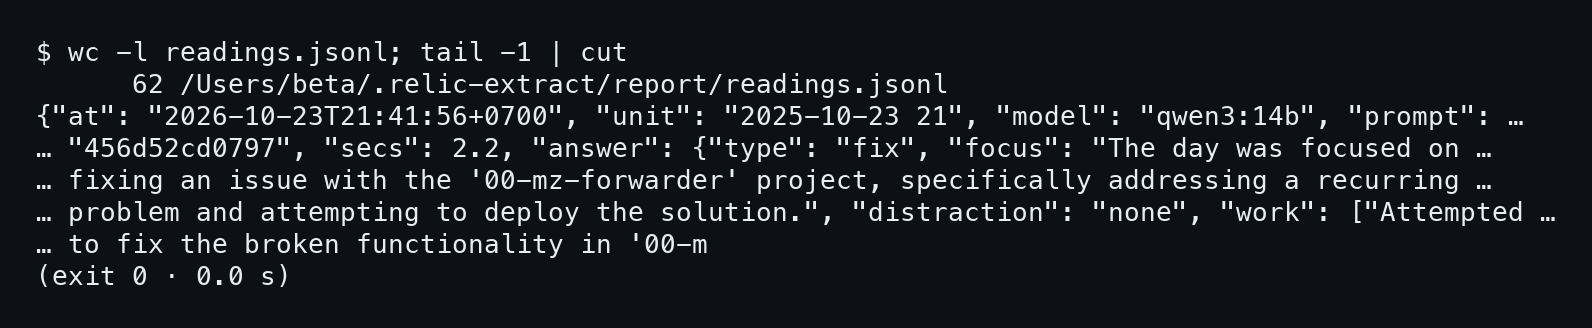 $ wc -l readings.jsonl; tail -1 | cut
62 /Users/beta/.relic-extract/report/readings.jsonl
{"at": "2026-10-23T21:41:56+0700", "unit": "2025-10-23 21", "model": "qwen3:14b", "prompt": …
… "456d52cd0797", "secs": 2.2, "answer": {"type": "fix", "focus": "The day was focused on …
… fixing an issue with the '00-mz-forwarder' project, specifically addressing a recurring …
… problem and attempting to deploy the solution.", "distraction": "none", "work": ["Attempted …
… to fix the broken functionality in '00-m
(exit 0 · 0.0 s)